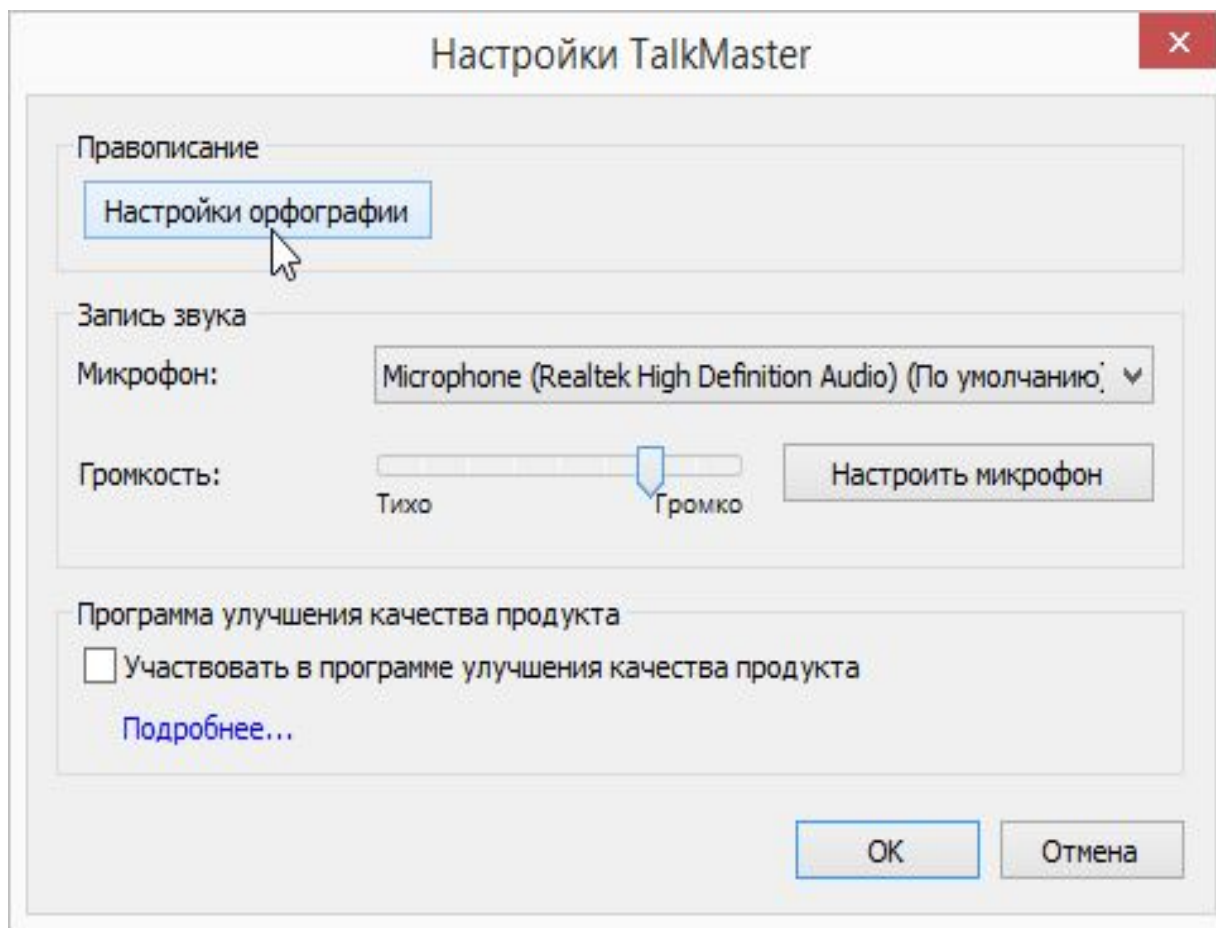 Настройки TalkMaster
Правописание
Настройки орфографии
Запись звука
Микрофон:
Microphone (Realtek High Definition Audio) (По умолчанию)
Громкость:
Тихо
Громко
Настроить микрофон
Программа улучшения качества продукта
Участвовать в программе улучшения качества продукта
Подробнее...
ОК
Отмена